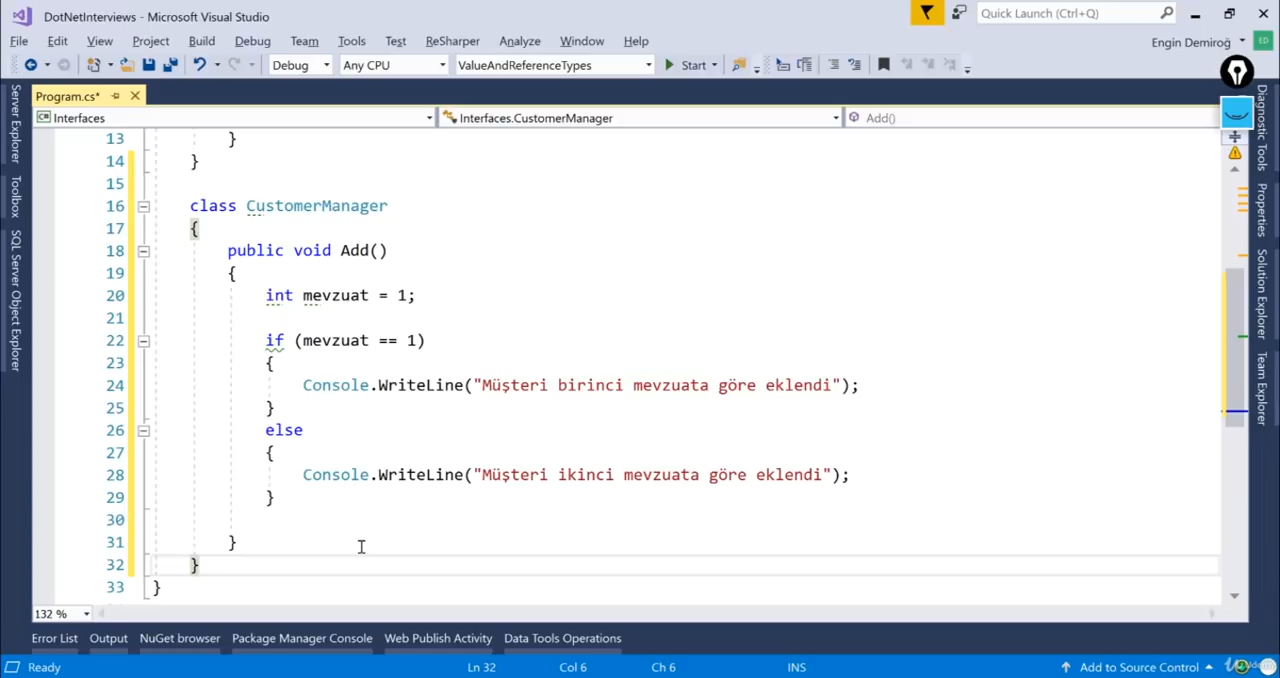 DotNetInterviews - Microsoft Visual Studio
Quick Launch (Ctrl+Q)
File Edit View Project Build Debug Team Tools Test ReSharper Analyze Window Help
Engin Demiroğ
ED
Debug Any CPU ValueAndReferenceTypes Start
Program.cs*
Interfaces Interfaces.CustomerManager Add()
Server Explorer
Toolbox
SQL Server Object Explorer
13 }
14 }
15
16 class CustomerManager
17 {
18 public void Add()
19 {
20 int mevzuat = 1;
21
22 if (mevzuat == 1)
23 {
24 Console.WriteLine("Müşteri birinci mevzuata göre eklendi");
25 }
26 else
27 {
28 Console.WriteLine("Müşteri ikinci mevzuata göre eklendi");
29 }
30
31 }
32 }
33 }
Diagnostic Tools
Properties
Solution Explorer
Team Explorer
132 %
Error List Output NuGet browser Package Manager Console Web Publish Activity Data Tools Operations
Ready Ln 32 Col 6 Ch 6 INS Add to Source Control